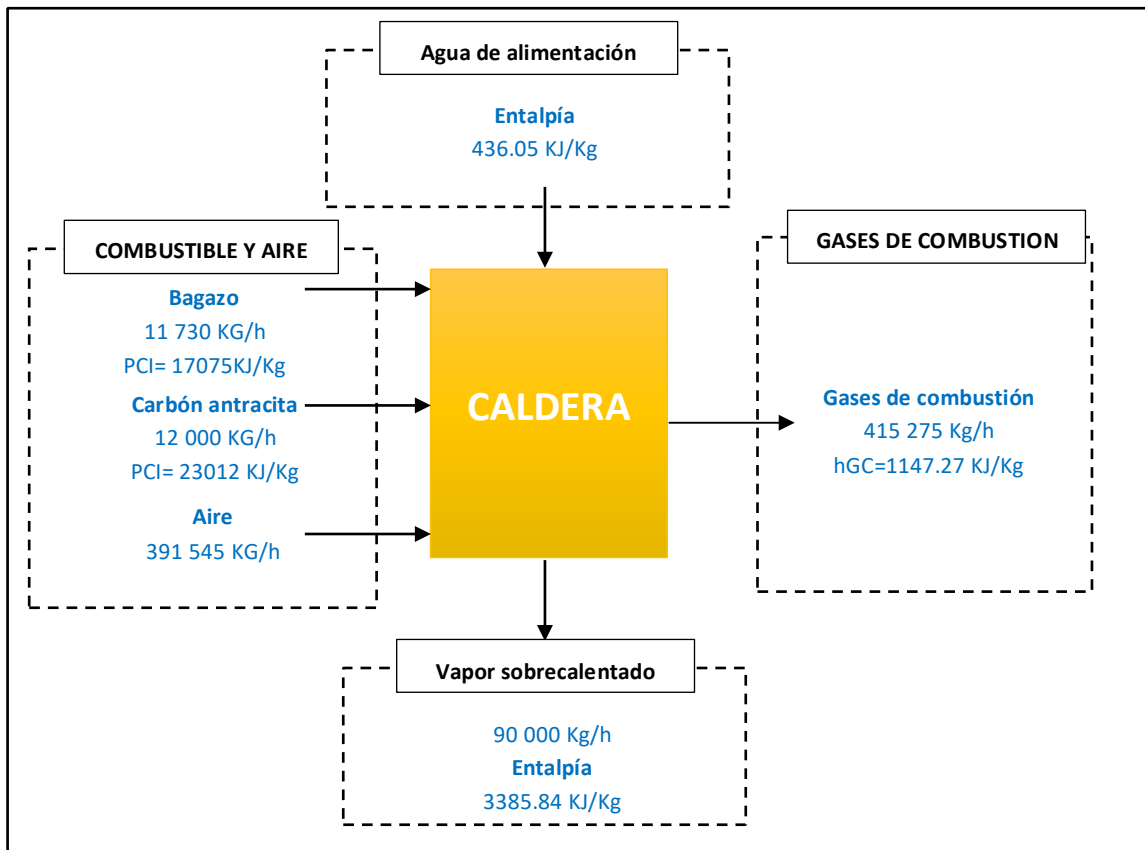 Agua de alimentación
Entalpía
436.05 KJ/Kg
COMBUSTIBLE Y AIRE
Bagazo
11 730 KG/h
PCI= 17075KJ/Kg
Carbón antracita
12 000 KG/h
PCI= 23012 KJ/Kg
Aire
391 545 KG/h
CALDERA
GASES DE COMBUSTION
Gases de combustión
415 275 Kg/h
hGC=1147.27 KJ/Kg
Vapor sobrecalentado
90 000 Kg/h
Entalpía
3385.84 KJ/Kg